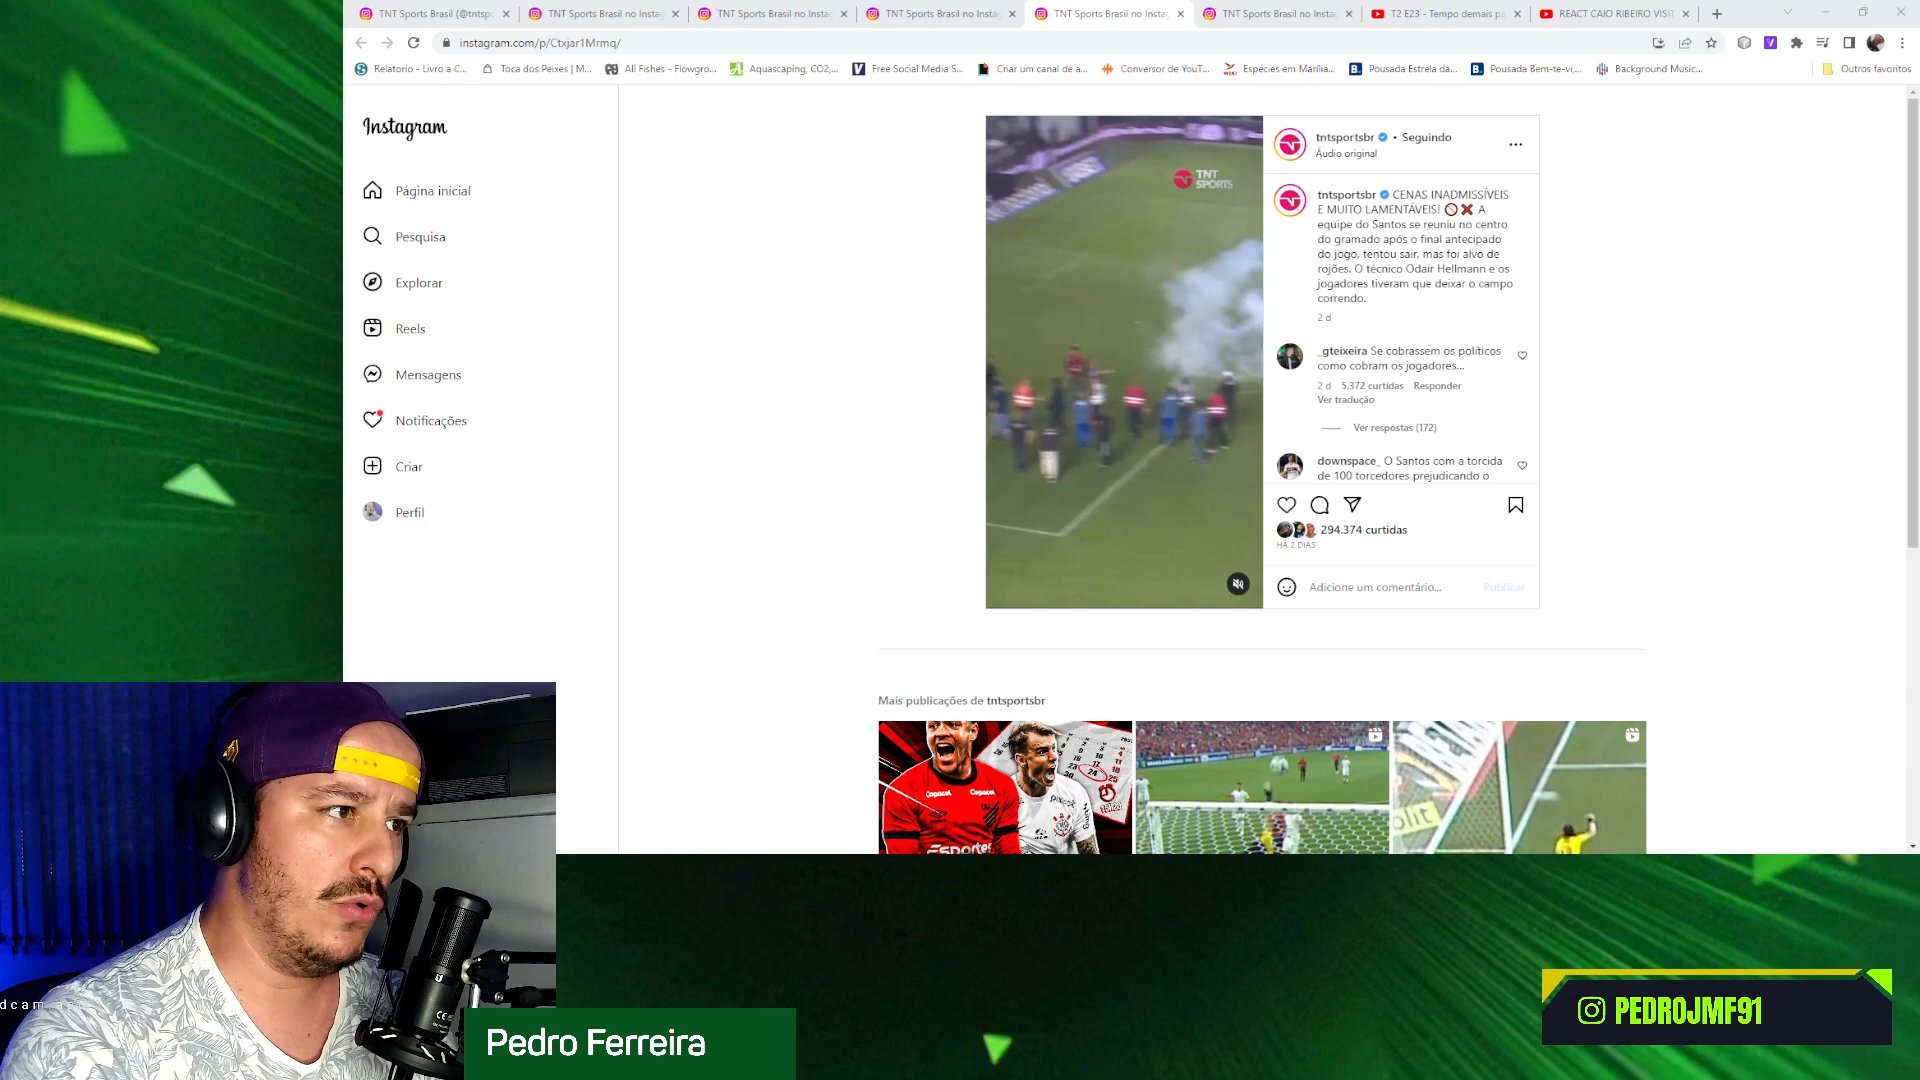 TNT Sports Brasil (@tntspo
TNT Sports Brasil no Instag
TNT Sports Brasil no Instag
TNT Sports Brasil no Instag
TNT Sports Brasil no Instag
TNT Sports Brasil no Instag
T2 E23 - Tempo demais pa
REACT CAIO RIBEIRO VISIT
instagram.com/p/Ctxjar1Mrmq/
Relatorio - Livro a C...
Toca dos Peixes | M...
All Fishes - Flowgro...
Aquascaping, CO2,...
Free Social Media S...
Criar um canal de a...
Conversor de YouT...
Espécies em Marília...
Pousada Estrela da...
Pousada Bem-te-vi,...
Background Music...
Outros favoritos
Instagram
Página inicial
Pesquisa
Explorar
Reels
Mensagens
Notificações
Criar
Perfil
TNT
SPORTS
tntsportsbr • Seguindo
Áudio original
tntsportsbr CENAS INADMISSÍVEIS
E MUITO LAMENTÁVEIS! 🚫 ❌ A
equipe do Santos se reuniu no centro
do gramado após o final antecipado
do jogo, tentou sair, mas foi alvo de
rojões. O técnico Odair Hellmann e os
jogadores tiveram que deixar o campo
correndo.
2 d
_gteixeira Se cobrassem os políticos
como cobram os jogadores...
2 d 5.372 curtidas Responder
Ver tradução
Ver respostas (172)
downspace_ O Santos com a torcida
de 100 torcedores prejudicando o
294.374 curtidas
HÁ 2 DIAS
Adicione um comentário...
Publicar
Mais publicações de tntsportsbr
Copacol
Copacol
esportes
24
16h
olit
Pedro Ferreira
PEDROJMF91